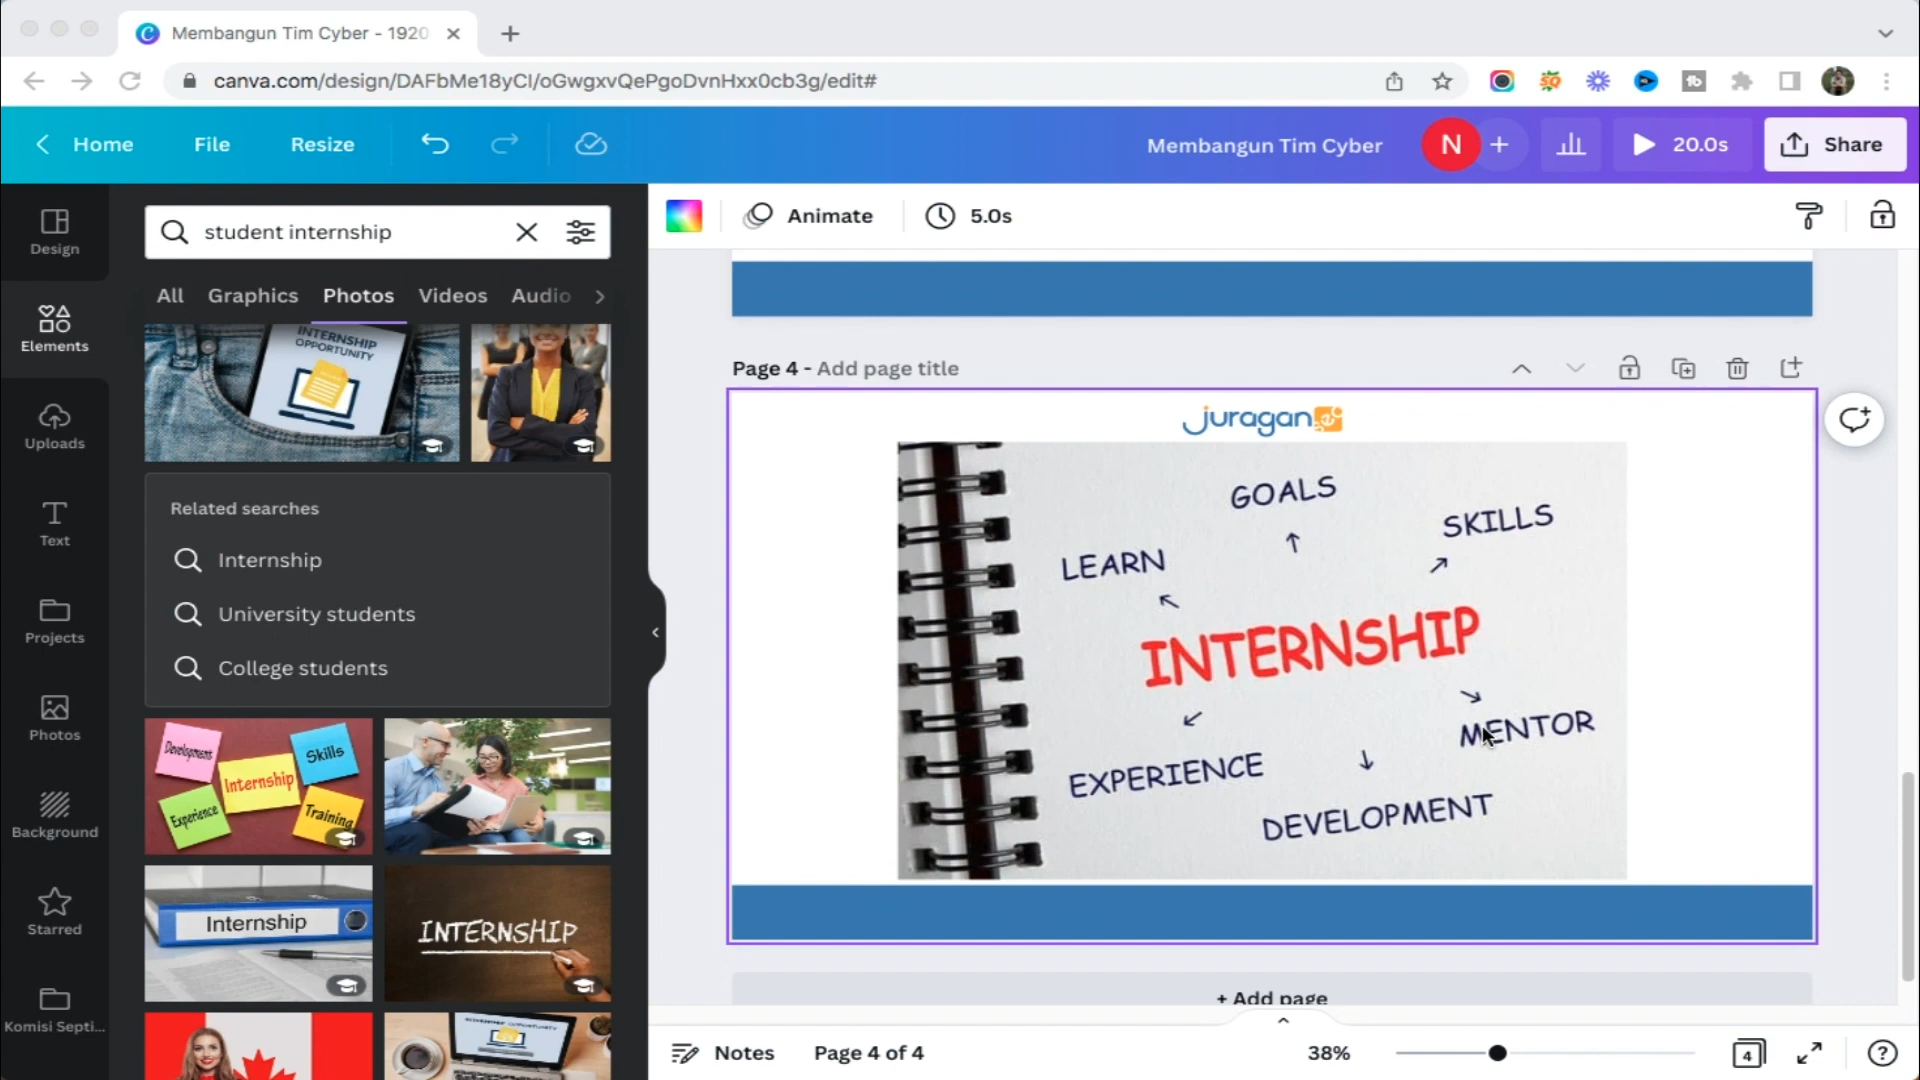 Membangun Tim Cyber - 1920
canva.com/design/DAFbMe18yCI/oGwgxvQePgoDvnHxx0cb3g/edit#
Home
File
Resize
Membangun Tim Cyber
N
20.0s
Share
Design
Elements
Uploads
Text
Projects
Photos
Background
Starred
Komisi Septi...
student internship
All
Graphics
Photos
Videos
Audio
INTERNSHIP
OPPORTUNITY
Related searches
Internship
University students
College students
Development
Skills
Internship
Experience
Training
Internship
INTERNSHIP
Animate
5.0s
Page 4 - Add page title
juragan
GOALS
SKILLS
LEARN
INTERNSHIP
MENTOR
EXPERIENCE
DEVELOPMENT
+ Add page
Notes
Page 4 of 4
38%
4